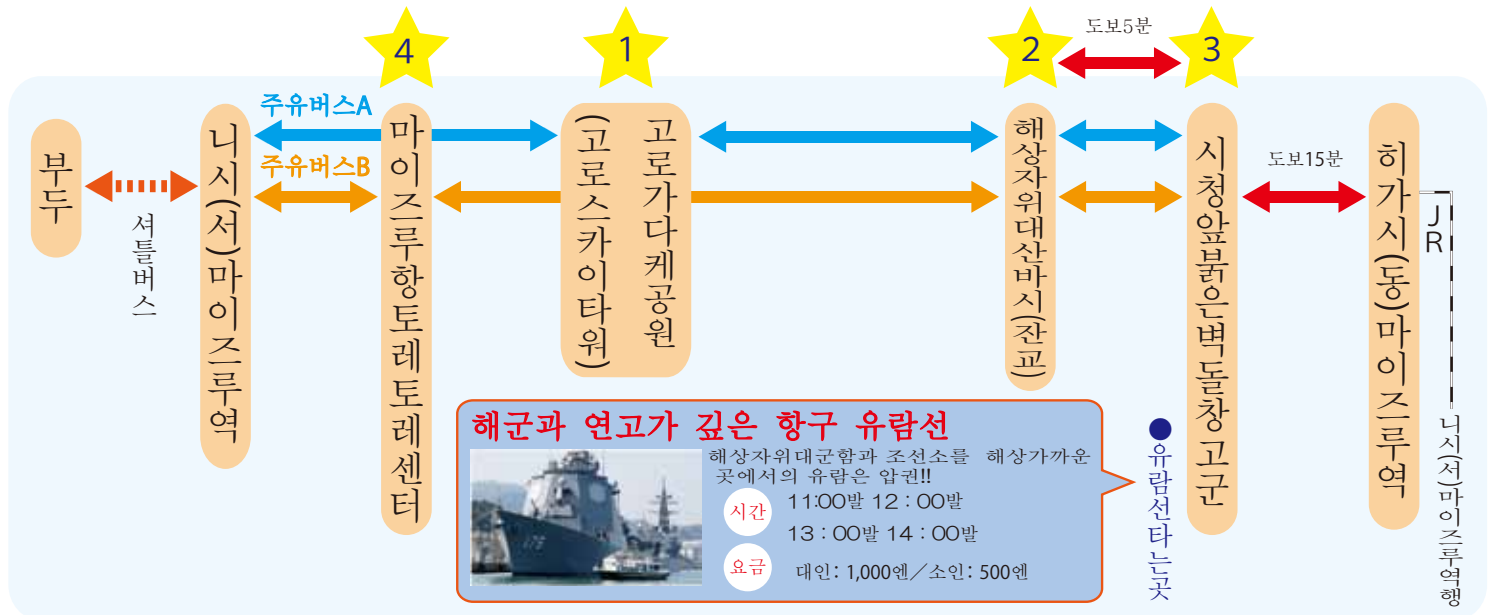 4
1
2
도보5분
3
주유버스A
주유버스B
부두
셔틀버스
니시(서)마이즈루역
마이즈루항토레토레센터
고로가다케공원
(고로스카이타워)
해상자위대산바시(잔교)
시청앞붉은벽돌창고군
도보15분
히가시(동)마이즈루역
JR
니시(서)마이즈루역행
해군과 연고가 깊은 항구 유람선
해상자위대군함과 조선소를 해상가까운
곳에서의 유람은 압권!!
시간
11:00발 12 : 00발
13 : 00발 14 : 00발
요금
대인: 1,000엔/소인: 500엔
●유람선타는곳